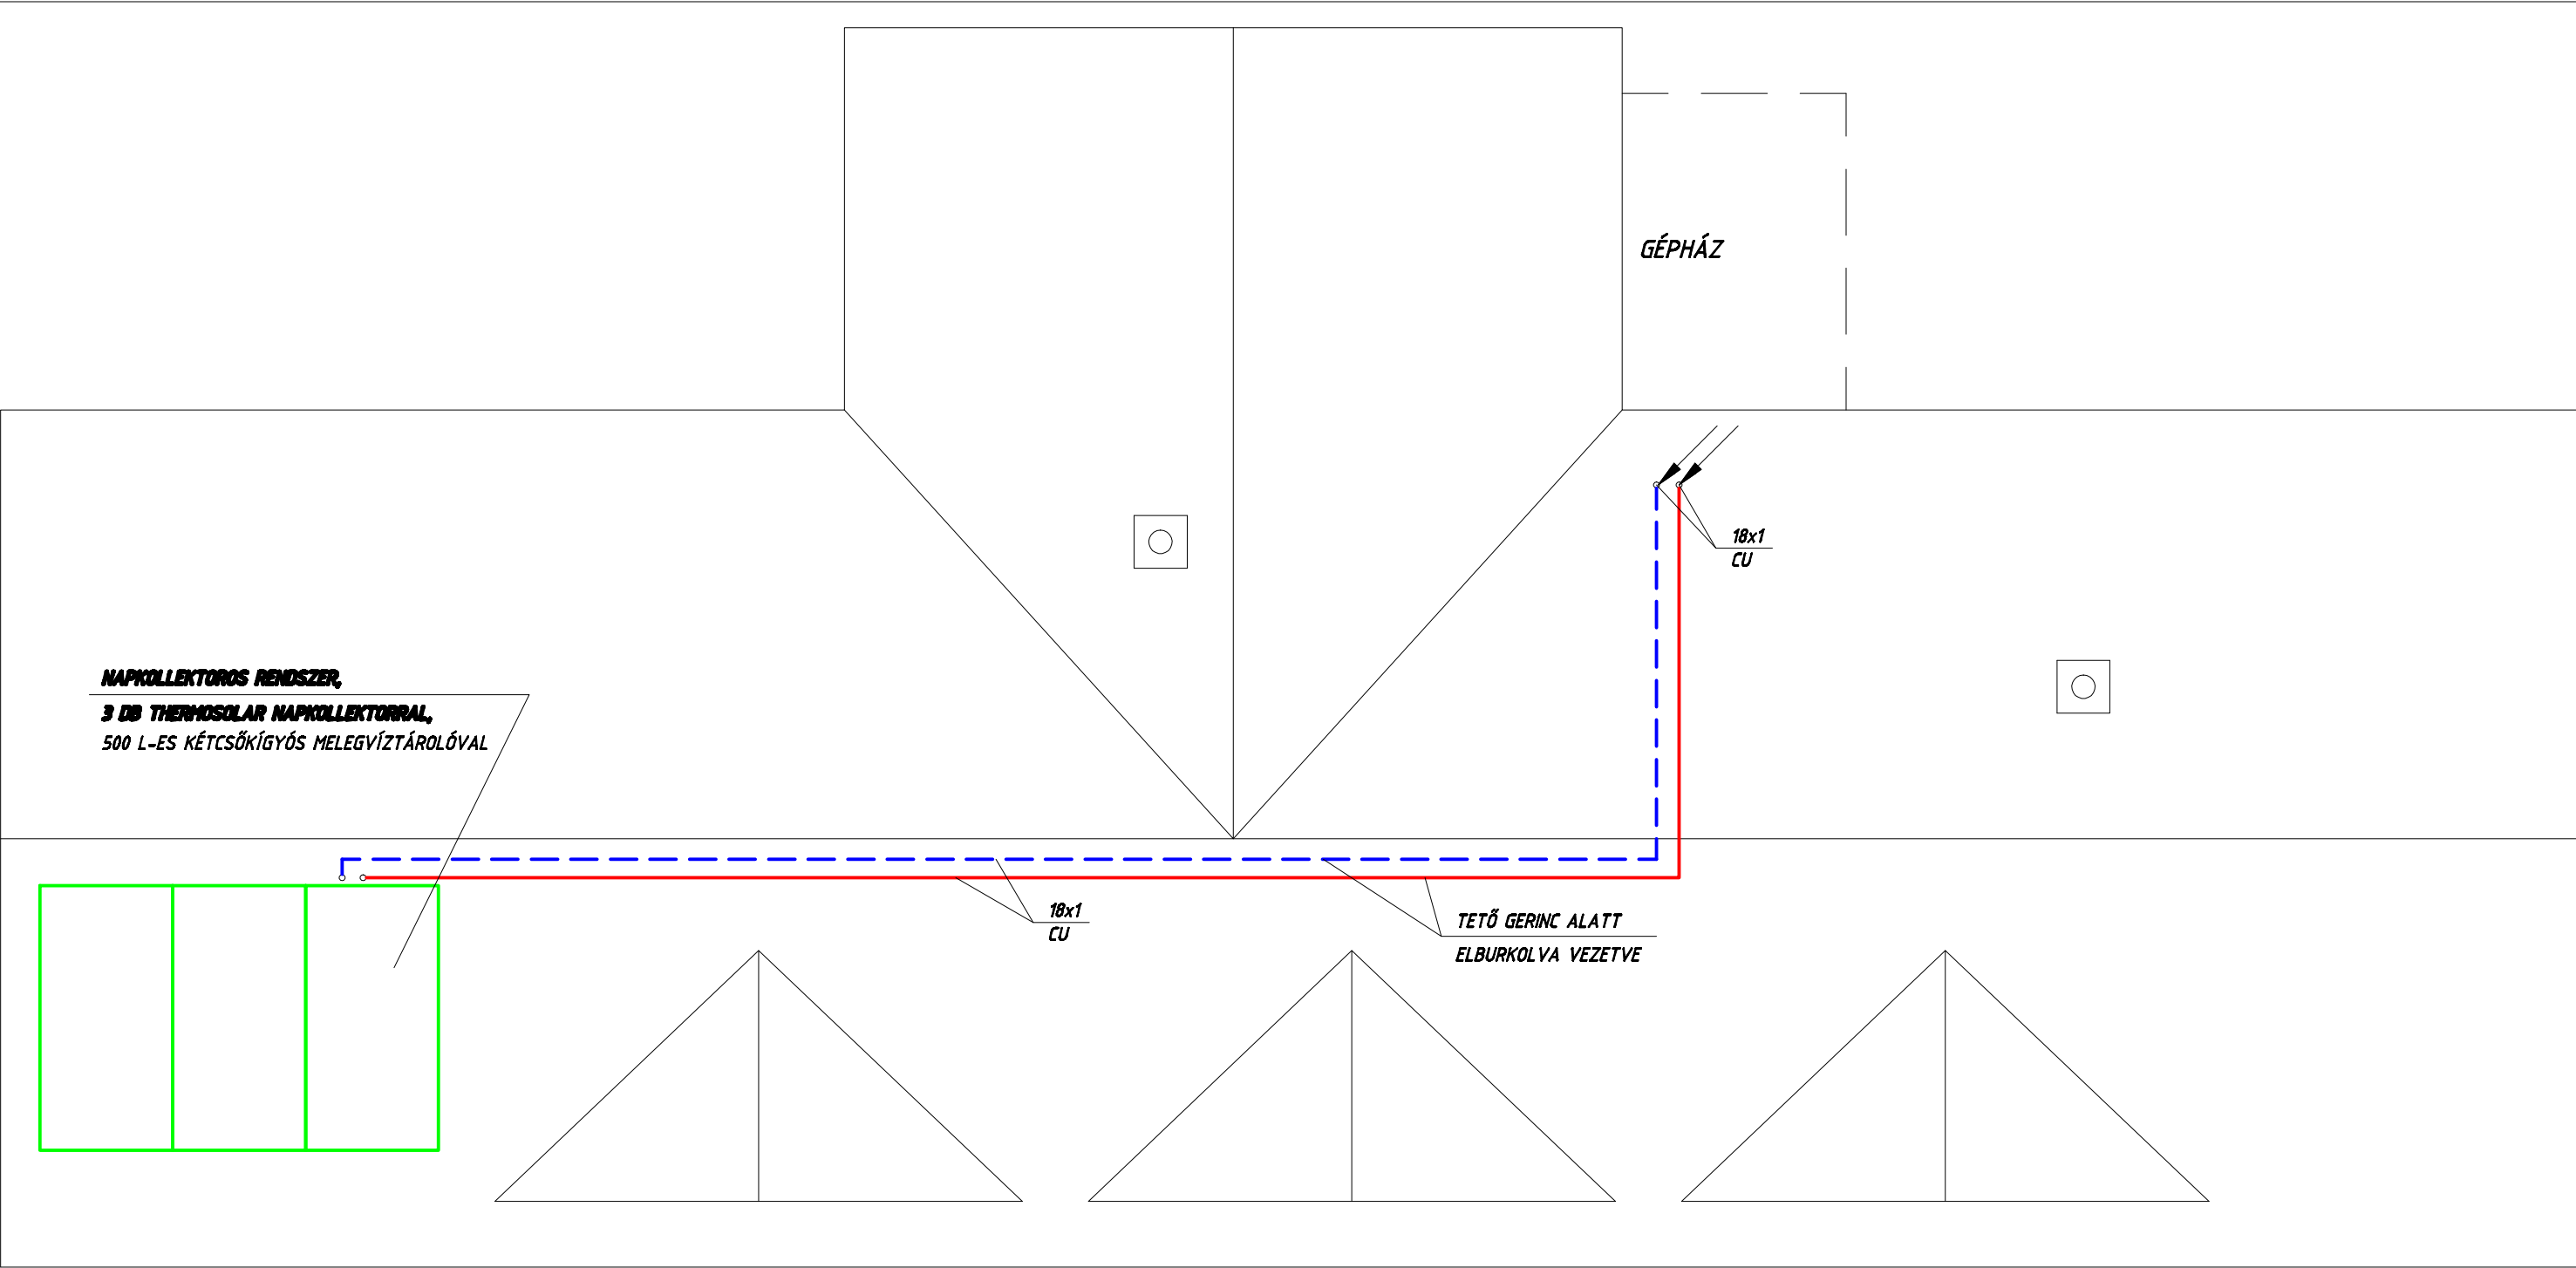 GÉPHÁZ
18x1
CU
NAPKOLLEKTOROS RENDSZER,
3 DB THERMOSOLAR NAPKOLLEKTORRAL,
500 L-ES KÉTCSŐKÍGYÓS MELEGVÍZTÁROLÓVAL
18x1
CU
TETŐ GERINC ALATT
ELBURKOLVA VEZETVE